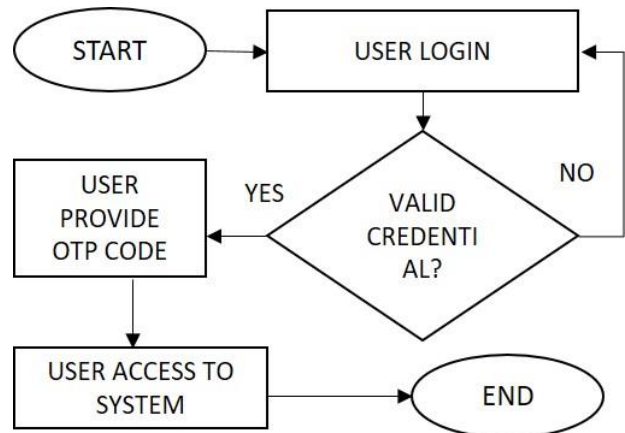 START
USER LOGIN
NO
YES
VALID
CREDENTI
AL?
USER
PROVIDE
OTP CODE
USER ACCESS TO
SYSTEM
END